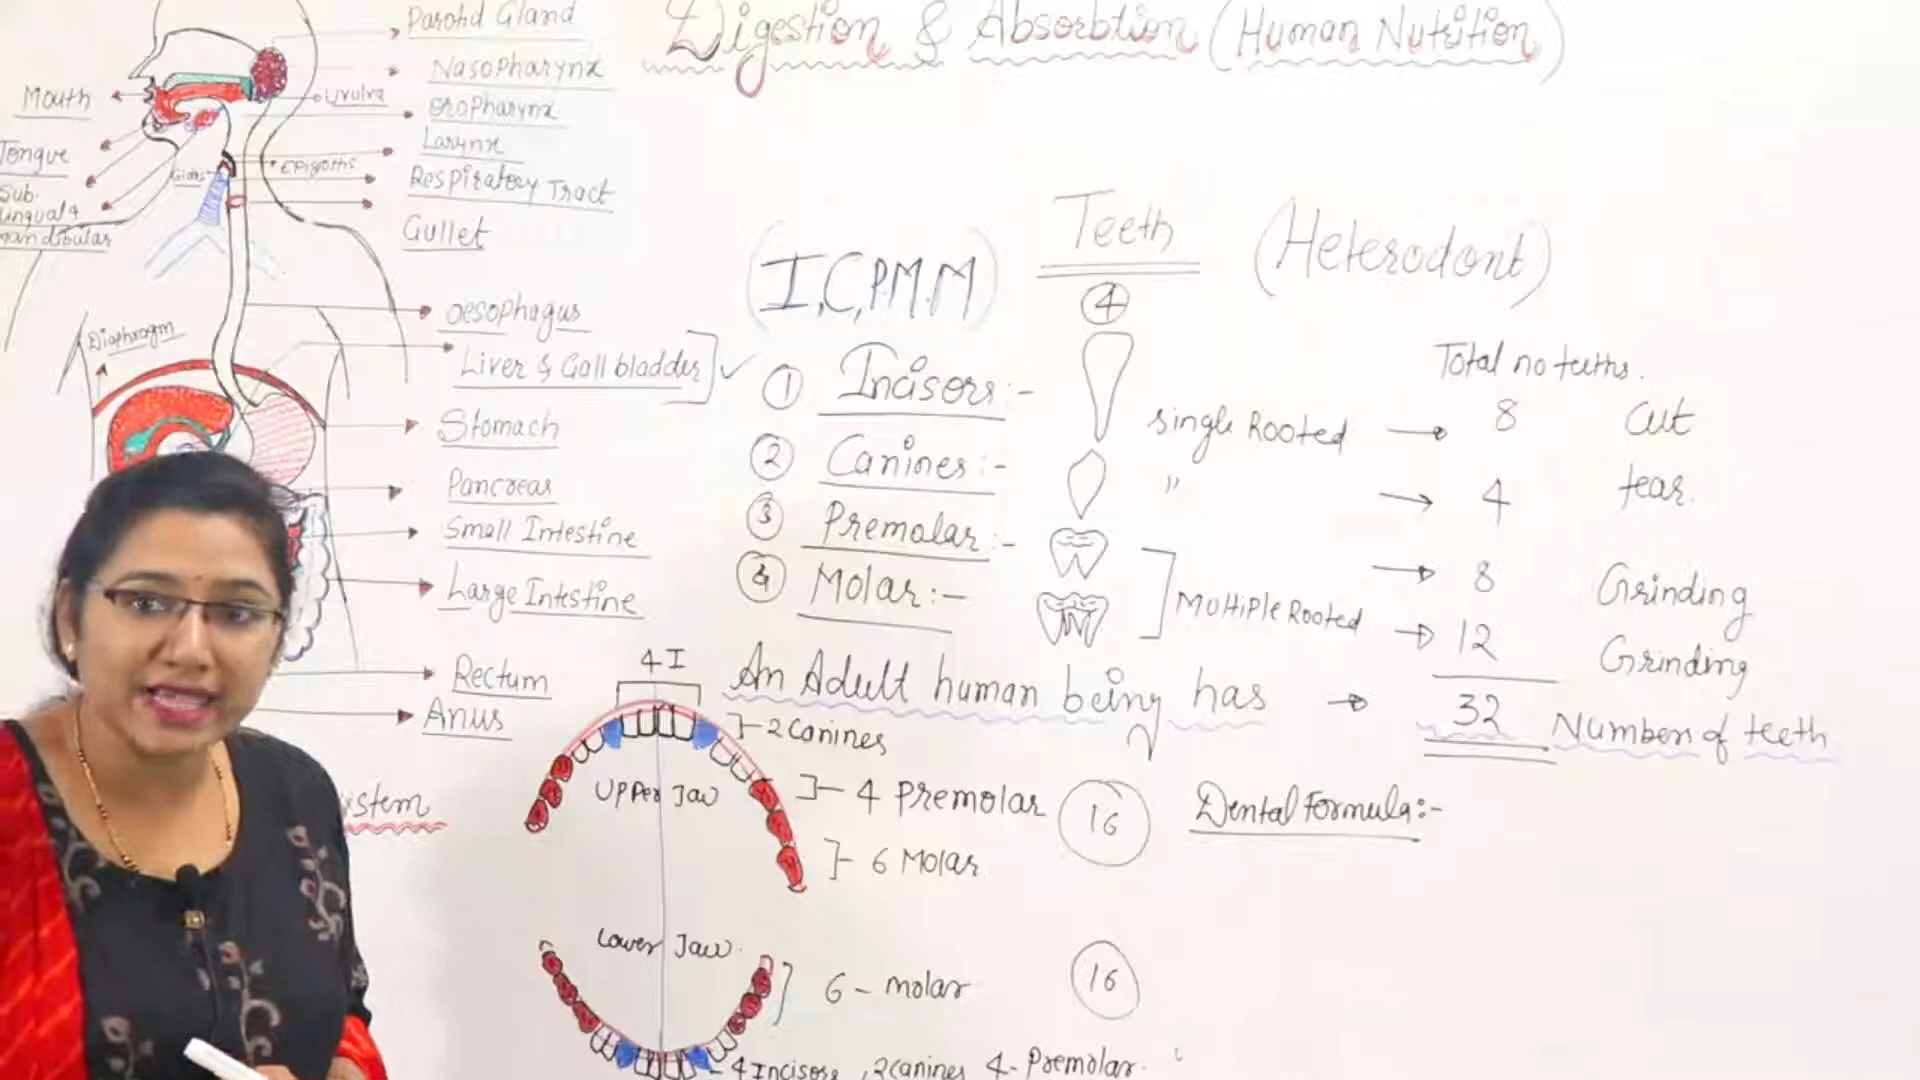 Digestion & Absorbtion (Human Nutrition)
Parotid Gland
Nasopharynx
Mouth
Uvulva
oropharynx
Larynx
Tongue
Epiglottis
Respiratory Tract
Sub-
lingual &
mandibular
Gullet
Diaphragm
oesophagus
Liver & Gall bladder
Stomach
Pancreas
Small Intestine
Large Intestine
Rectum
Anus
ystem
Teeth (Heterodont)
(I,C,P.M,M) 4
Total no teeths.
1 Incisors:- single Rooted → 8 cut
2 Canines:- " → 4 tear.
3 Premolar:- → 8 Grinding
4 Molar:- Multiple Rooted → 12 Grinding
An Adult human being has → 32 Number of teeth
4 I
2 Canines
Upper Jaw
4 Premolar 16
6 Molar
Dental Formula:-
Lower Jaw.
6 - molar 16
4 Incisors, 2 canines 4- Premolar.